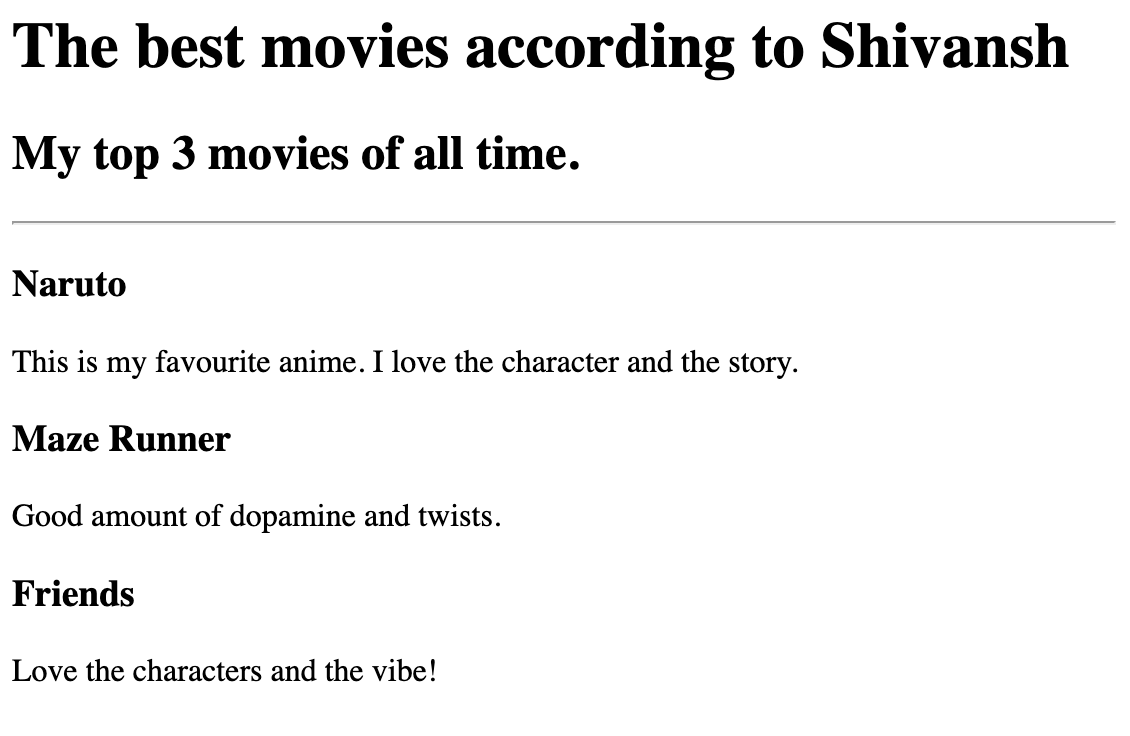 The best movies according to Shivansh
My top 3 movies of all time.
Naruto
This is my favourite anime. I love the character and the story.
Maze Runner
Good amount of dopamine and twists.
Friends
Love the characters and the vibe!